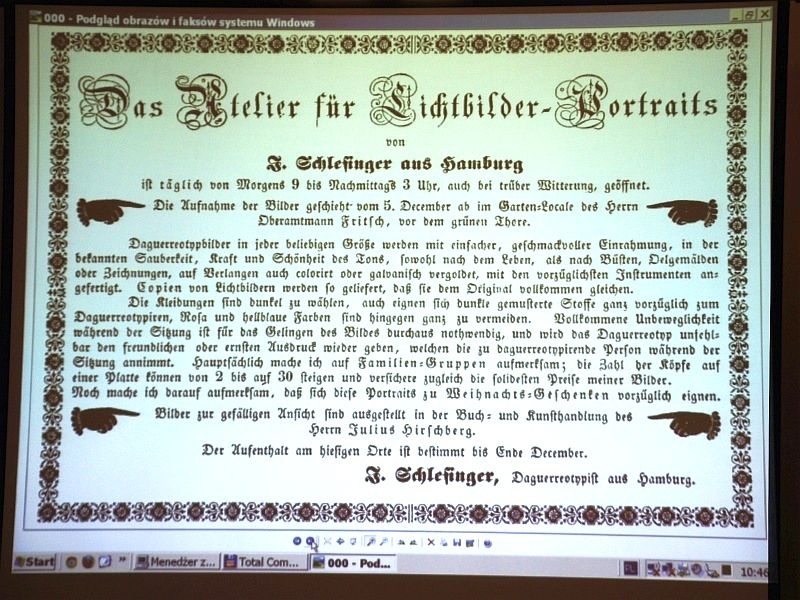 000 - Podgląd obrazów i faksów systemu Windows
Das Atelier für Lichtbilder-Portraits
von
J. Schlesinger aus Hamburg
ist täglich von Morgens 9 bis Nachmittags 3 Uhr, auch bei trüber Witterung, geöffnet.
Die Aufnahme der Bilder geschieht vom 5. December ab im Garten-Locale des Herrn
Oberamtmann Fritsch, vor dem grünen Thore.
Daguerreotypbilder in jeder beliebigen Größe werden mit einfacher, geschmackvoller Einrahmung, in der
bekannten Sauberkeit, Kraft und Schönheit des Tons, sowohl nach dem Leben, als nach Büsten, Oelgemälden
oder Zeichnungen, auf Verlangen auch colorirt oder galvanisch vergoldet, mit den vorzüglichsten Instrumenten an-
gefertigt. Copien von Lichtbildern werden so geliefert, daß sie dem Original vollkommen gleichen.
Die Kleidungen sind dunkel zu wählen, auch eignen sich dunkle gemusterte Stoffe ganz vorzüglich zum
Daguerreotypiren, Rosa und hellblaue Farben sind hingegen ganz zu vermeiden. Vollkommene Unbeweglichkeit
während der Sitzung ist für das Gelingen des Bildes durchaus nothwendig, und wird das Daguerreotyp unfehl-
bar den freundlichen oder ernsten Ausdruck wieder geben, welchen die zu daguerreotypirende Person während der
Sitzung annimmt. Hauptsächlich mache ich auf Familien-Gruppen aufmerksam; die Zahl der Köpfe auf
einer Platte können von 2 bis auf 30 steigen und versichere zugleich die solidesten Preise meiner Bilder.
Noch mache ich darauf aufmerksam, daß sich diese Portraits zu Weihnachts-Geschenken vorzüglich eignen.
Bilder zur gefälligen Ansicht sind ausgestellt in der Buch- und Kunsthandlung des
Herrn Julius Hirschberg.
Der Aufenthalt am hiesigen Orte ist bestimmt bis Ende December.
J. Schlesinger, Daguerreotypist aus Hamburg.
Start » Menedżer z... Total Com... 000 - Pod... PL 10:46